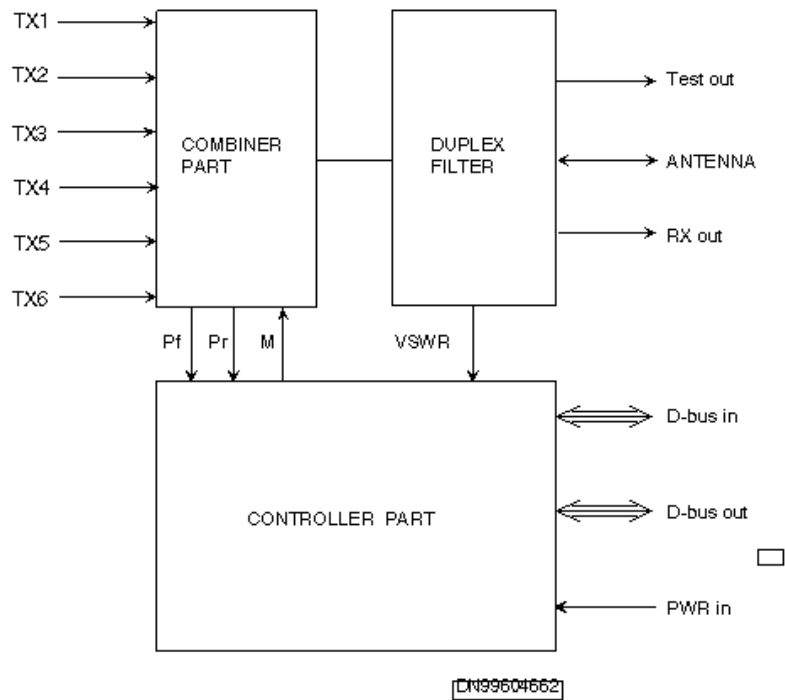 TX1
TX2
TX3
TX4
TX5
TX6
COMBINER
PART
DUPLEX
FILTER
Test out
ANTENNA
RX out
Pf
Pr
M
VSWR
CONTROLLER PART
D-bus in
D-bus out
PWR in
DN99604662